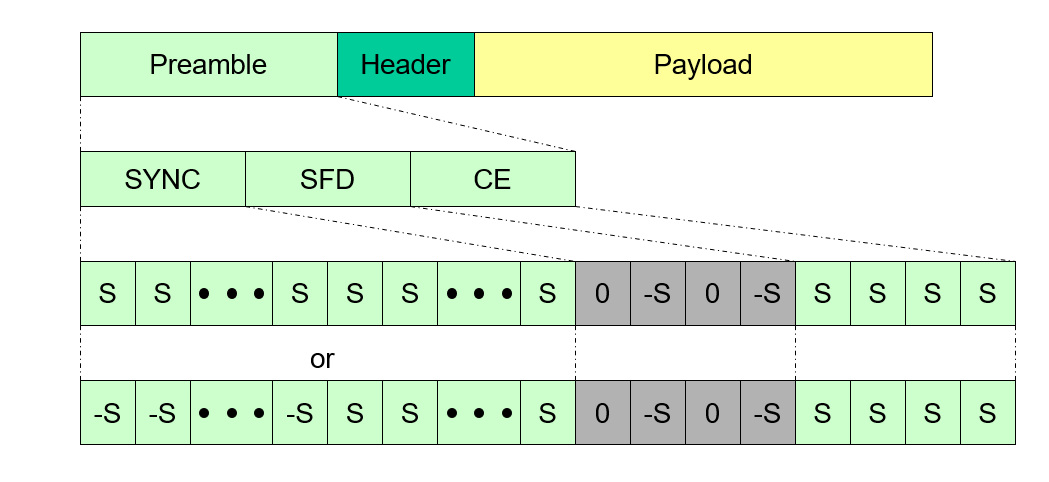 Preamble Header Payload
SYNC SFD CE
S S • • • S S S • • • S 0 -S 0 -S S S S S
or
-S -S • • • -S S S • • • S 0 -S 0 -S S S S S